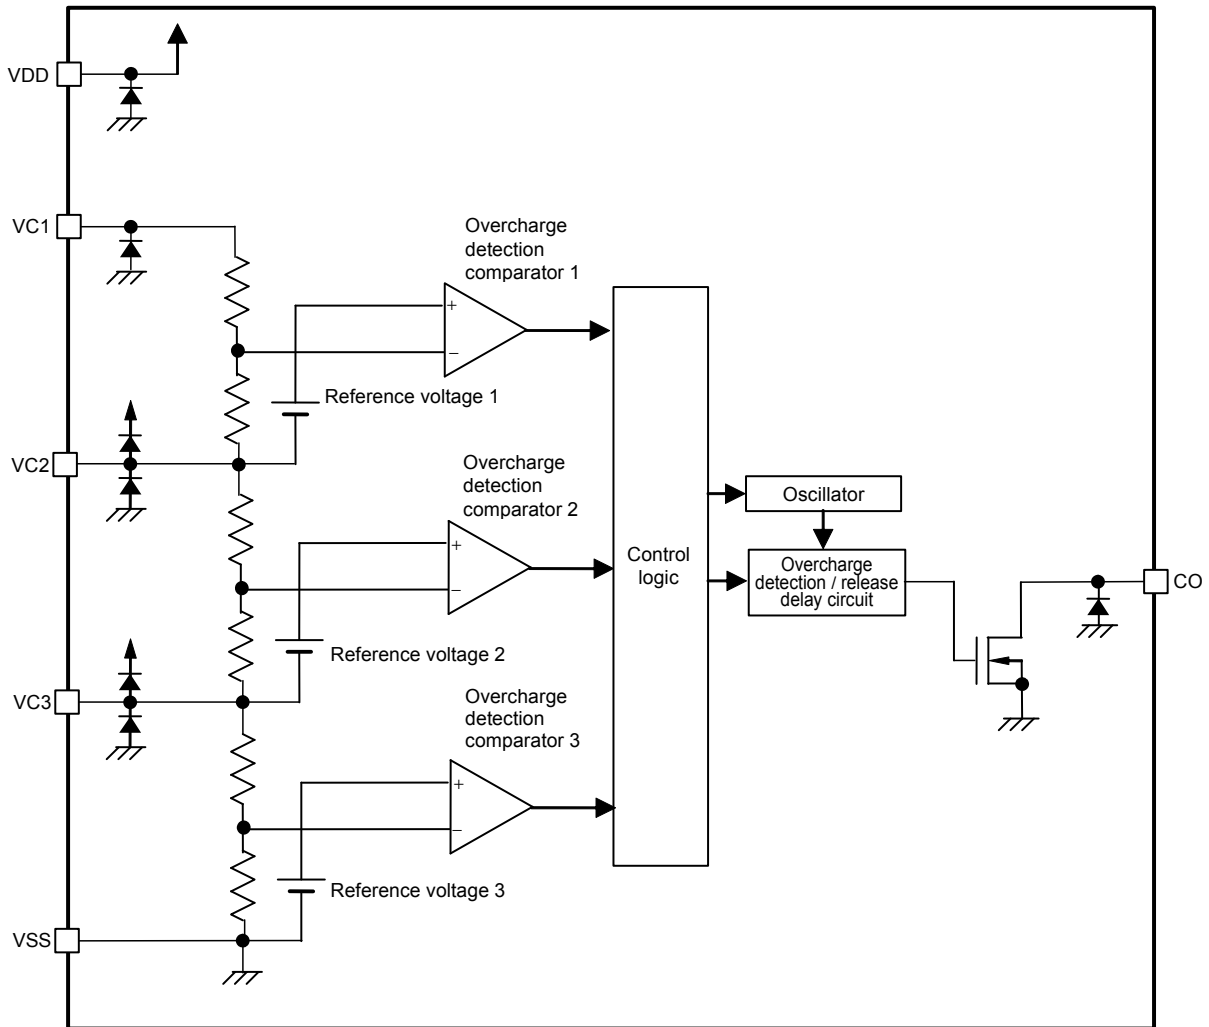 VDD
VC1
Overcharge
detection
comparator 1
+
−
Reference voltage 1
VC2
Overcharge
detection
comparator 2
+
−
Oscillator
Control
logic
Overcharge
detection / release
delay circuit
CO
Reference voltage 2
VC3
Overcharge
detection
comparator 3
+
−
Reference voltage 3
VSS